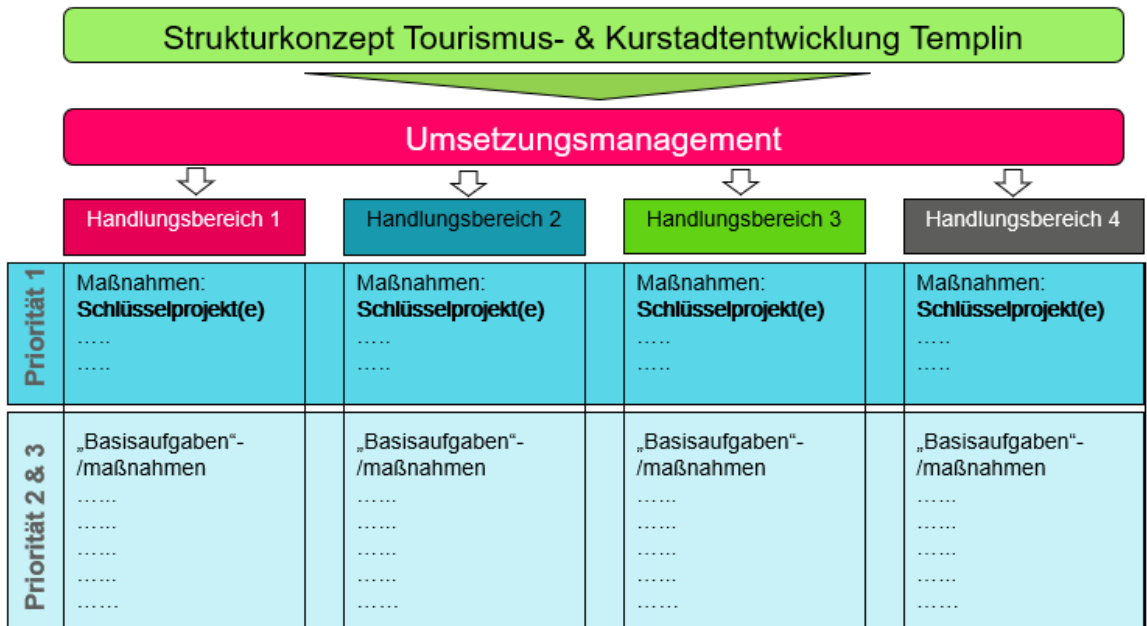 Strukturkonzept Tourismus- & Kurstadtentwicklung Templin
Umsetzungsmanagement
Handlungsbereich 1
Handlungsbereich 2
Handlungsbereich 3
Handlungsbereich 4
Priorität 1
Maßnahmen:
Schlüsselprojekt(e)
.....
.....
Maßnahmen:
Schlüsselprojekt(e)
.....
.....
Maßnahmen:
Schlüsselprojekt(e)
.....
.....
Maßnahmen:
Schlüsselprojekt(e)
.....
.....
Priorität 2 & 3
„Basisaufgaben“-
/maßnahmen
......
......
......
......
......
„Basisaufgaben“-
/maßnahmen
......
......
......
......
......
„Basisaufgaben“-
/maßnahmen
......
......
......
......
......
„Basisaufgaben“-
/maßnahmen
......
......
......
......
......